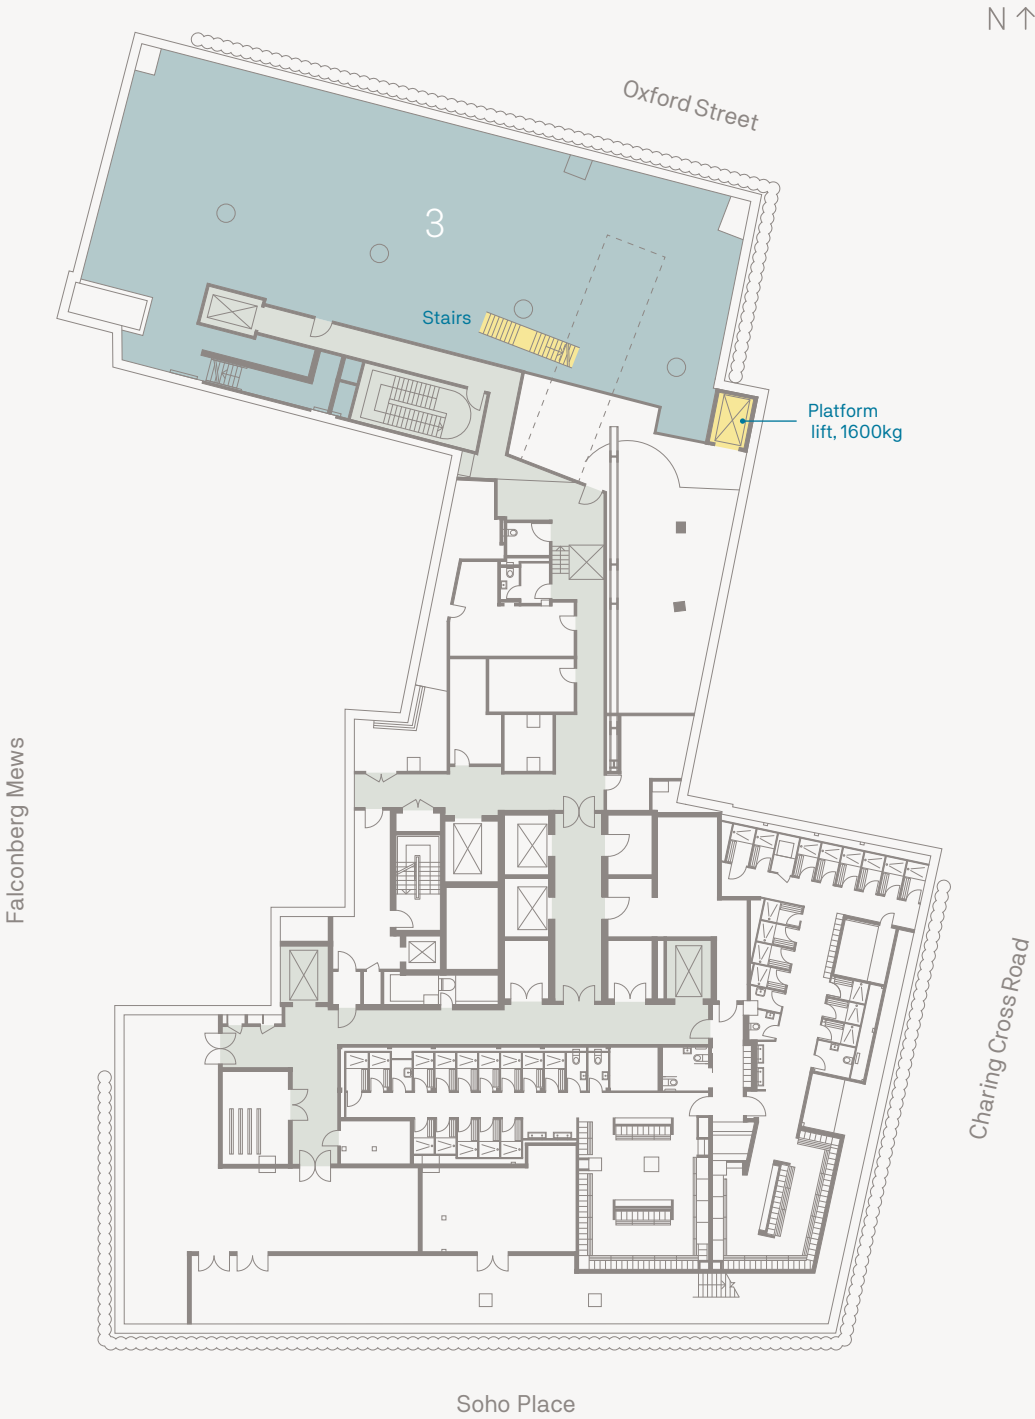 N ↑
Oxford Street
3
Stairs
Platform
lift, 1600kg
Falconberg Mews
Charing Cross Road
Soho Place